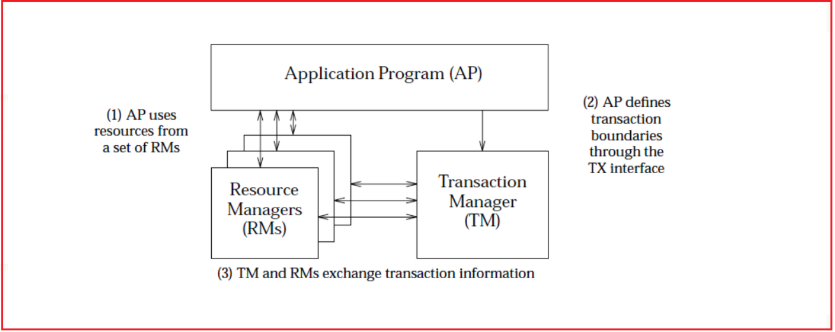 Application Program (AP)
(1) AP uses
resources from
a set of RMs
(2) AP defines
transaction
boundaries
through the
TX interface
Resource
Managers
(RMs)
Transaction
Manager
(TM)
(3) TM and RMs exchange transaction information